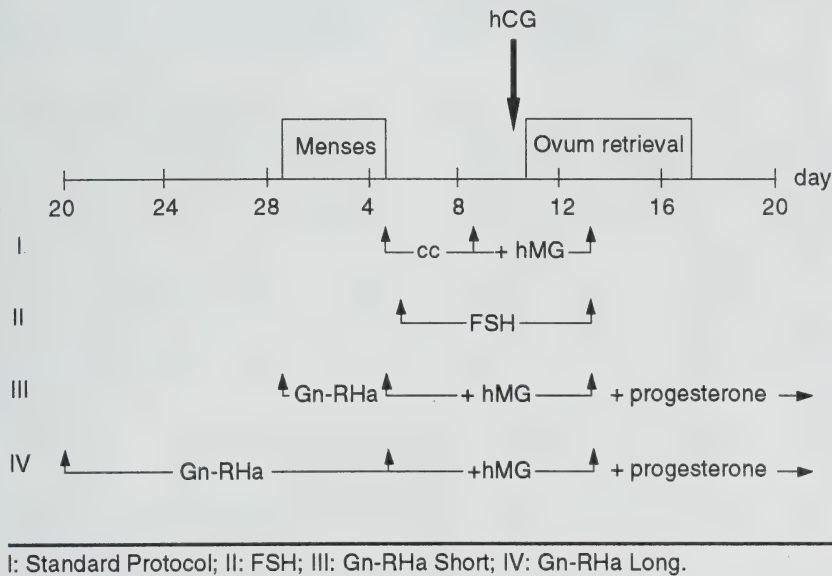 hCG
Menses Ovum retrieval
day
20 24 28 4 8 12 16 20
I cc + hMG
II FSH
III Gn-RHa + hMG + progesterone
IV Gn-RHa +hMG + progesterone
I: Standard Protocol; II: FSH; III: Gn-RHa Short; IV: Gn-RHa Long.